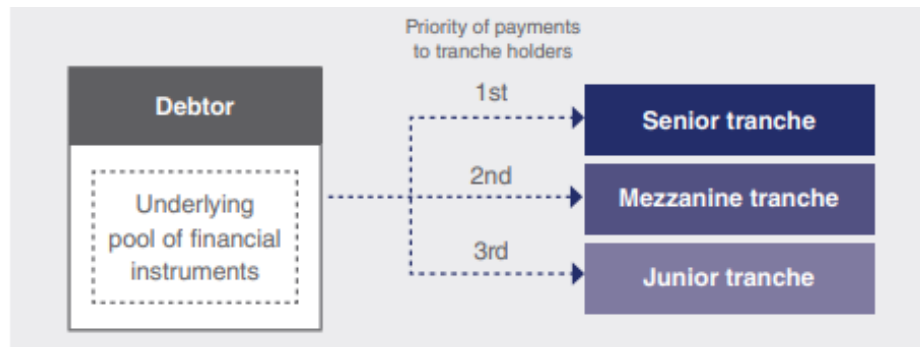 Priority of payments
to tranche holders
Debtor
1st
Senior tranche
Underlying
pool of financial
instruments
2nd
Mezzanine tranche
3rd
Junior tranche